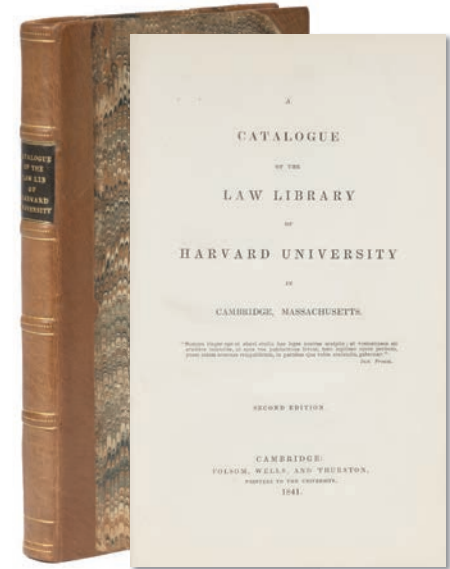 CATALOGUE
OF THE
LAW LIB
OF
HARVARD
UNIVERSITY
A
CATALOGUE
OF THE
LAW LIBRARY
OF
HARVARD UNIVERSITY
IN
CAMBRIDGE, MASSACHUSETTS.
SECOND EDITION
CAMBRIDGE:
FOLSOM, WELLS, AND THURSTON,
PRINTERS TO THE UNIVERSITY.
1841.